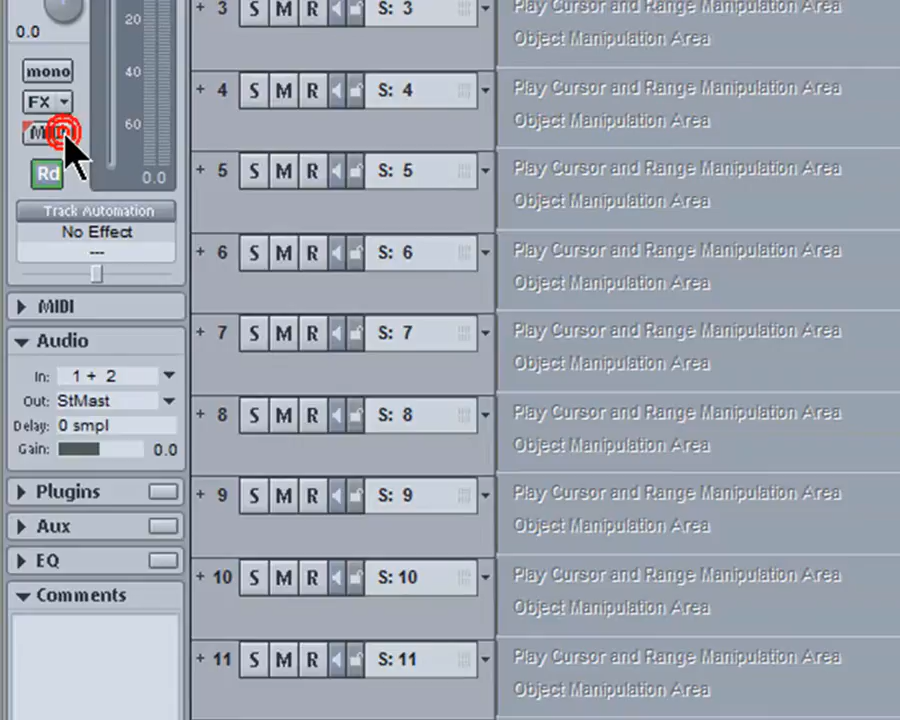 0.0
20
40
60
0.0
mono
FX
Rd
Track Automation
No Effect
---
MIDI
Audio
In: 1 + 2
Out: StMast
Delay: 0 smpl
Gain: 0.0
Plugins
Aux
EQ
Comments
+ 3 S M R S: 3
Play Cursor and Range Manipulation Area
Object Manipulation Area
+ 4 S M R S: 4
Play Cursor and Range Manipulation Area
Object Manipulation Area
+ 5 S M R S: 5
Play Cursor and Range Manipulation Area
Object Manipulation Area
+ 6 S M R S: 6
Play Cursor and Range Manipulation Area
Object Manipulation Area
+ 7 S M R S: 7
Play Cursor and Range Manipulation Area
Object Manipulation Area
+ 8 S M R S: 8
Play Cursor and Range Manipulation Area
Object Manipulation Area
+ 9 S M R S: 9
Play Cursor and Range Manipulation Area
Object Manipulation Area
+ 10 S M R S: 10
Play Cursor and Range Manipulation Area
Object Manipulation Area
+ 11 S M R S: 11
Play Cursor and Range Manipulation Area
Object Manipulation Area